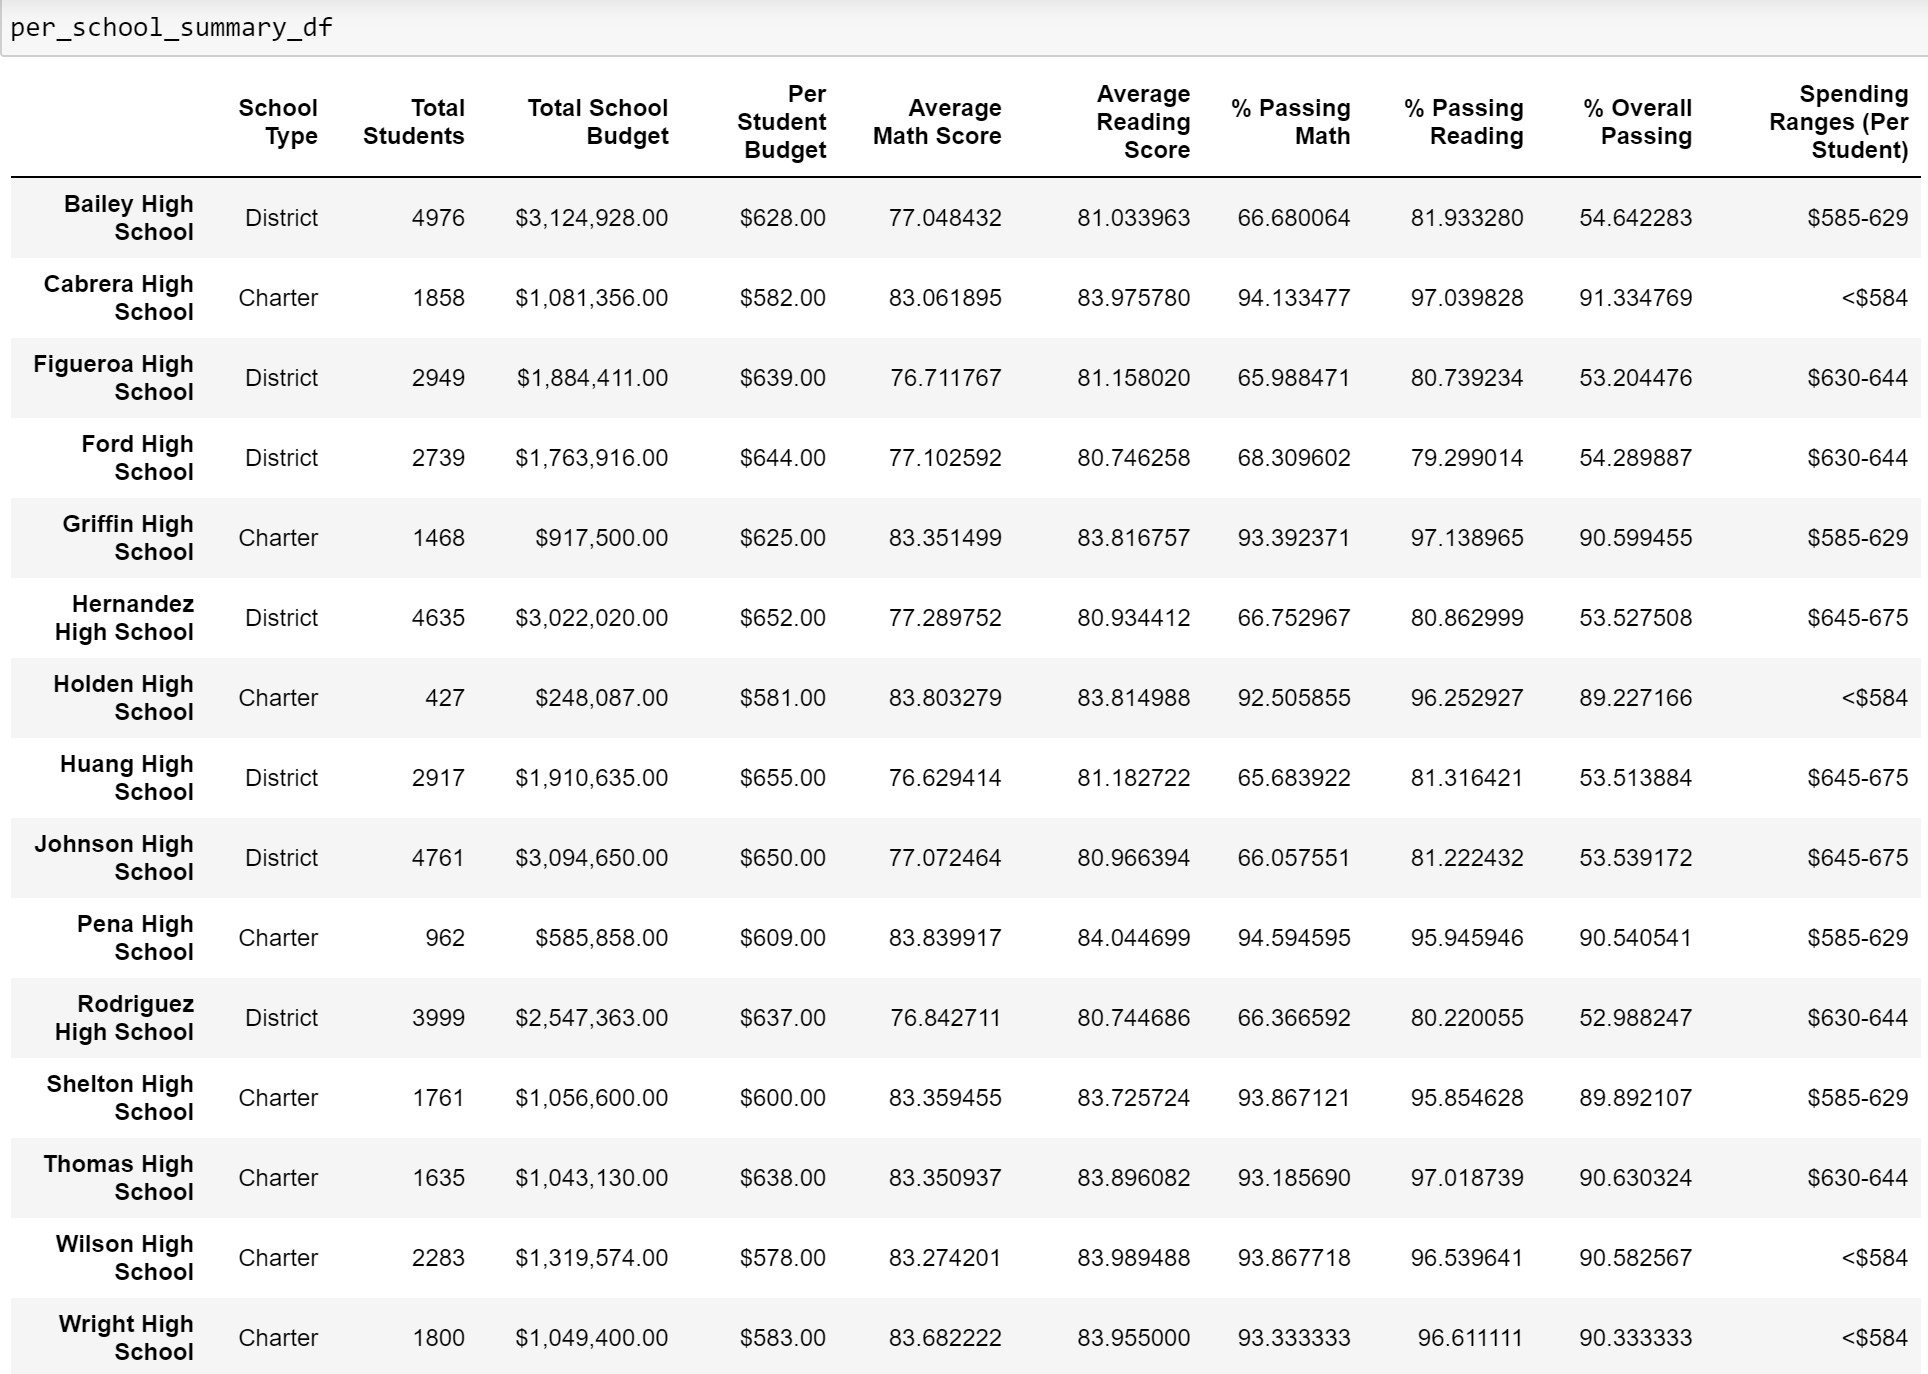 per_school_summary_df
School Type Total Students Total School Budget Per Student Budget Average Math Score Average Reading Score % Passing Math % Passing Reading % Overall Passing Spending Ranges (Per Student)
Bailey High School District 4976 $3,124,928.00 $628.00 77.048432 81.033963 66.680064 81.933280 54.642283 $585-629
Cabrera High School Charter 1858 $1,081,356.00 $582.00 83.061895 83.975780 94.133477 97.039828 91.334769 <$584
Figueroa High School District 2949 $1,884,411.00 $639.00 76.711767 81.158020 65.988471 80.739234 53.204476 $630-644
Ford High School District 2739 $1,763,916.00 $644.00 77.102592 80.746258 68.309602 79.299014 54.289887 $630-644
Griffin High School Charter 1468 $917,500.00 $625.00 83.351499 83.816757 93.392371 97.138965 90.599455 $585-629
Hernandez High School District 4635 $3,022,020.00 $652.00 77.289752 80.934412 66.752967 80.862999 53.527508 $645-675
Holden High School Charter 427 $248,087.00 $581.00 83.803279 83.814988 92.505855 96.252927 89.227166 <$584
Huang High School District 2917 $1,910,635.00 $655.00 76.629414 81.182722 65.683922 81.316421 53.513884 $645-675
Johnson High School District 4761 $3,094,650.00 $650.00 77.072464 80.966394 66.057551 81.222432 53.539172 $645-675
Pena High School Charter 962 $585,858.00 $609.00 83.839917 84.044699 94.594595 95.945946 90.540541 $585-629
Rodriguez High School District 3999 $2,547,363.00 $637.00 76.842711 80.744686 66.366592 80.220055 52.988247 $630-644
Shelton High School Charter 1761 $1,056,600.00 $600.00 83.359455 83.725724 93.867121 95.854628 89.892107 $585-629
Thomas High School Charter 1635 $1,043,130.00 $638.00 83.350937 83.896082 93.185690 97.018739 90.630324 $630-644
Wilson High School Charter 2283 $1,319,574.00 $578.00 83.274201 83.989488 93.867718 96.539641 90.582567 <$584
Wright High School Charter 1800 $1,049,400.00 $583.00 83.682222 83.955000 93.333333 96.611111 90.333333 <$584